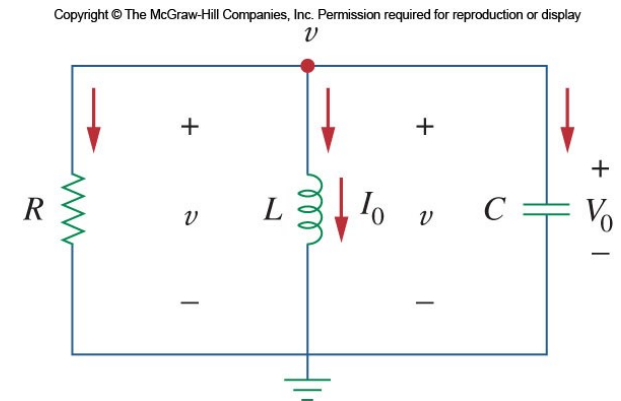 Copyright © The McGraw-Hill Companies, Inc. Permission required for reproduction or display
v
+ + +
R v L I₀ v C V₀